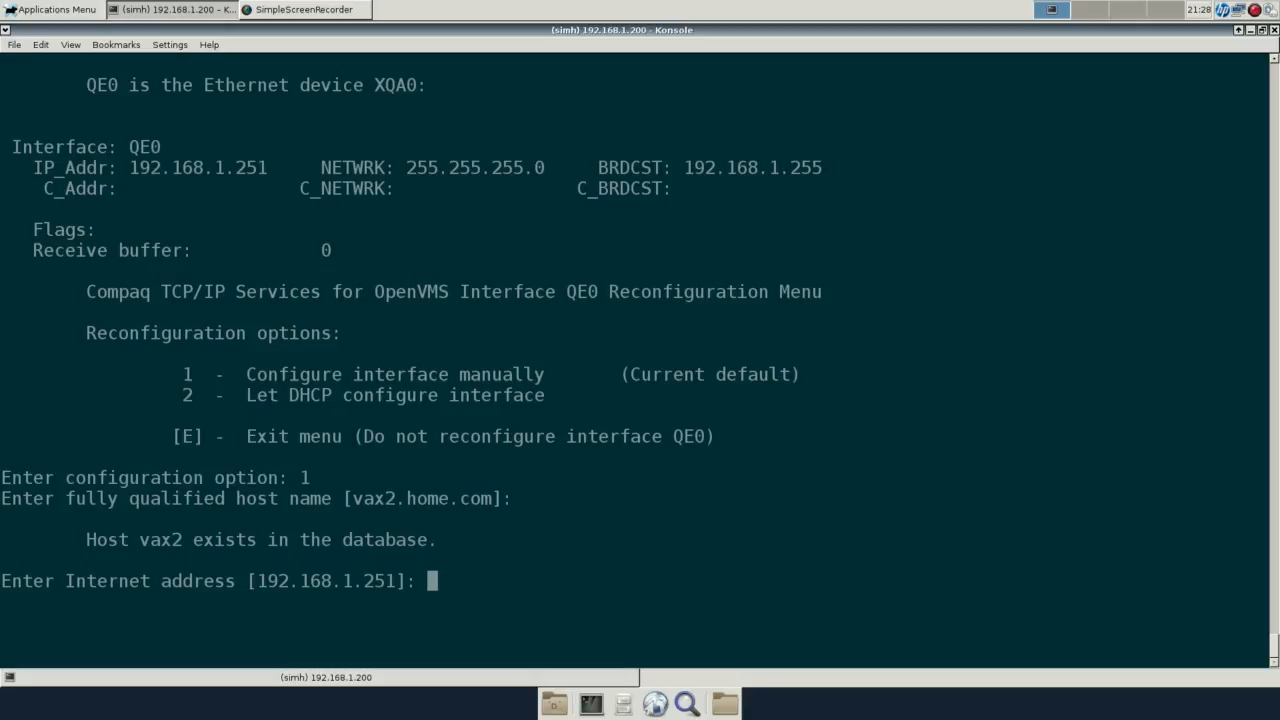 Applications Menu (simh) 192.168.1.200 - K... SimpleScreenRecorder 21:28
(simh) 192.168.1.200 - Konsole
File Edit View Bookmarks Settings Help
QE0 is the Ethernet device XQA0:
Interface: QE0
IP_Addr: 192.168.1.251 NETWRK: 255.255.255.0 BRDCST: 192.168.1.255
C_Addr: C_NETWRK: C_BRDCST:
Flags:
Receive buffer: 0
Compaq TCP/IP Services for OpenVMS Interface QE0 Reconfiguration Menu
Reconfiguration options:
1 - Configure interface manually (Current default)
2 - Let DHCP configure interface
[E] - Exit menu (Do not reconfigure interface QE0)
Enter configuration option: 1
Enter fully qualified host name [vax2.home.com]:
Host vax2 exists in the database.
Enter Internet address [192.168.1.251]:
(simh) 192.168.1.200